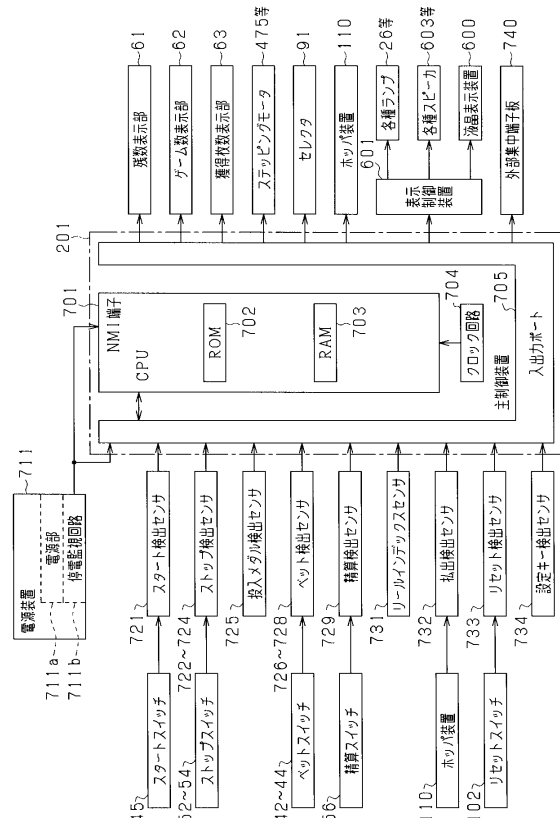 電源装置
711
電源部
停電監視回路
711a
711b
201
701
NMI端子
CPU
ROM
702
RAM
703
704
クロック回路
主制御装置
705
入出力ポート
45
スタートスイッチ
721
スタート検出センサ
52~54
ストップスイッチ
722~724
ストップ検出センサ
725
投入メダル検出センサ
42~44
ベットスイッチ
726~728
ベット検出センサ
56
精算スイッチ
729
精算検出センサ
731
リールインデックスセンサ
110
ホッパ装置
732
払出検出センサ
102
リセットスイッチ
733
リセット検出センサ
734
設定キー検出センサ
残数表示部
61
ゲーム数表示部
62
獲得枚数表示部
63
ステッピングモータ
475等
セレクタ
91
ホッパ装置
110
601
表示制御装置
各種ランプ
26等
各種スピーカ
603等
液晶表示装置
600
外部集中端子板
740